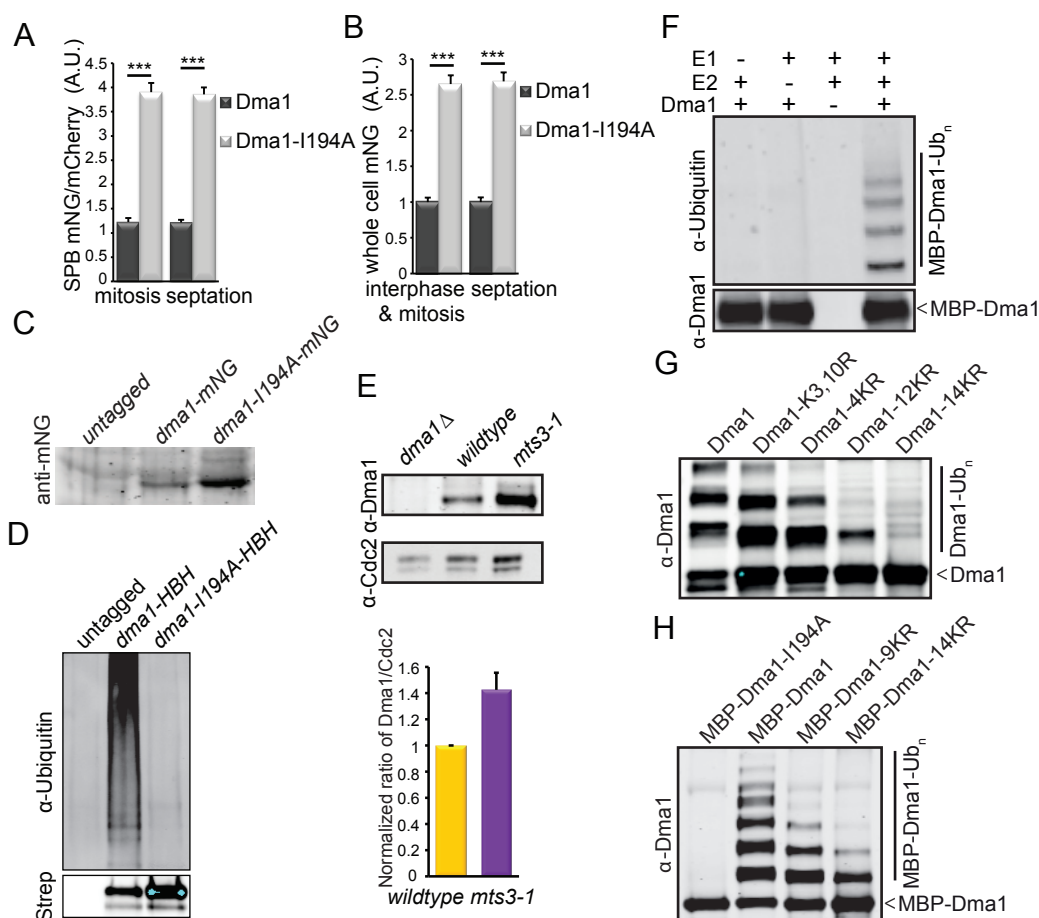 A
SPB mNG/mCherry (A.U.)
4.5
4
3.5
3
2.5
2
1.5
1
0.5
0
***
***
mitosis septation
Dma1
Dma1-I194A
B
whole cell mNG (A.U.)
3
2.5
2
1.5
1
0.5
0
***
***
interphase septation
& mitosis
Dma1
Dma1-I194A
C
untagged
dma1-mNG
dma1-I194A-mNG
anti-mNG
D
untagged
dma1-HBH
dma1-I194A-HBH
α-Ubiquitin
Strep
E
dma1Δ
wildtype
mts3-1
α-Dma1
α-Cdc2
Normalized ratio of Dma1/Cdc2
1.6
1.4
1.2
1
0.8
0.6
0.4
0.2
0
wildtype mts3-1
F
E1 - + + +
E2 + - + +
Dma1 + + - +
α-Ubiquitin
MBP-Dma1-Ubn
α-Dma1
<MBP-Dma1
G
Dma1
Dma1-K3,10R
Dma1-4KR
Dma1-12KR
Dma1-14KR
α-Dma1
Dma1-Ubn
<Dma1
H
MBP-Dma1-I194A
MBP-Dma1
MBP-Dma1-9KR
MBP-Dma1-14KR
α-Dma1
MBP-Dma1-Ubn
<MBP-Dma1